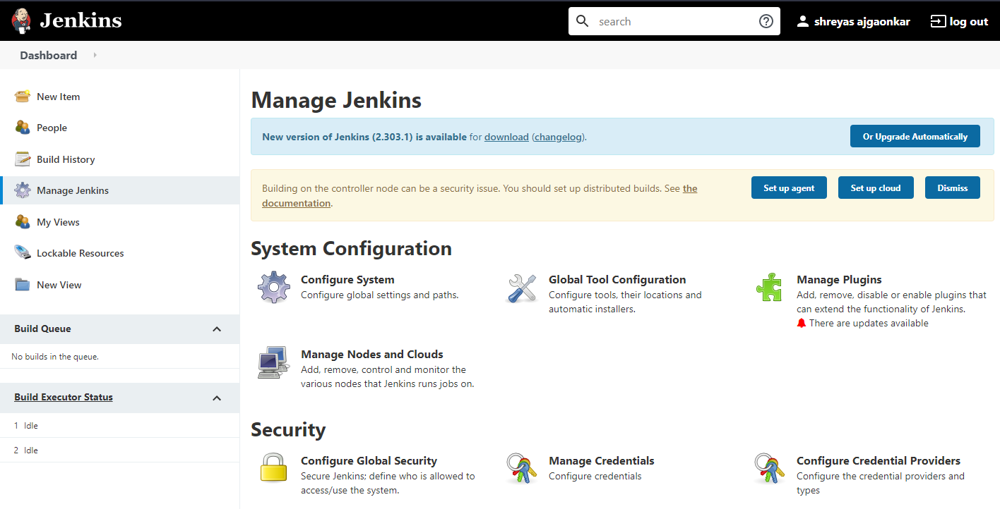 Jenkins
search
shreyas ajgaonkar
log out
Dashboard
New Item
People
Build History
Manage Jenkins
My Views
Lockable Resources
New View
Build Queue
No builds in the queue.
Build Executor Status
1 Idle
2 Idle
Manage Jenkins
New version of Jenkins (2.303.1) is available for download (changelog).
Or Upgrade Automatically
Building on the controller node can be a security issue. You should set up distributed builds. See the
documentation.
Set up agent
Set up cloud
Dismiss
System Configuration
Configure System
Configure global settings and paths.
Global Tool Configuration
Configure tools, their locations and
automatic installers.
Manage Plugins
Add, remove, disable or enable plugins that
can extend the functionality of Jenkins.
There are updates available
Manage Nodes and Clouds
Add, remove, control and monitor the
various nodes that Jenkins runs jobs on.
Security
Configure Global Security
Secure Jenkins; define who is allowed to
access/use the system.
Manage Credentials
Configure credentials
Configure Credential Providers
Configure the credential providers and
types